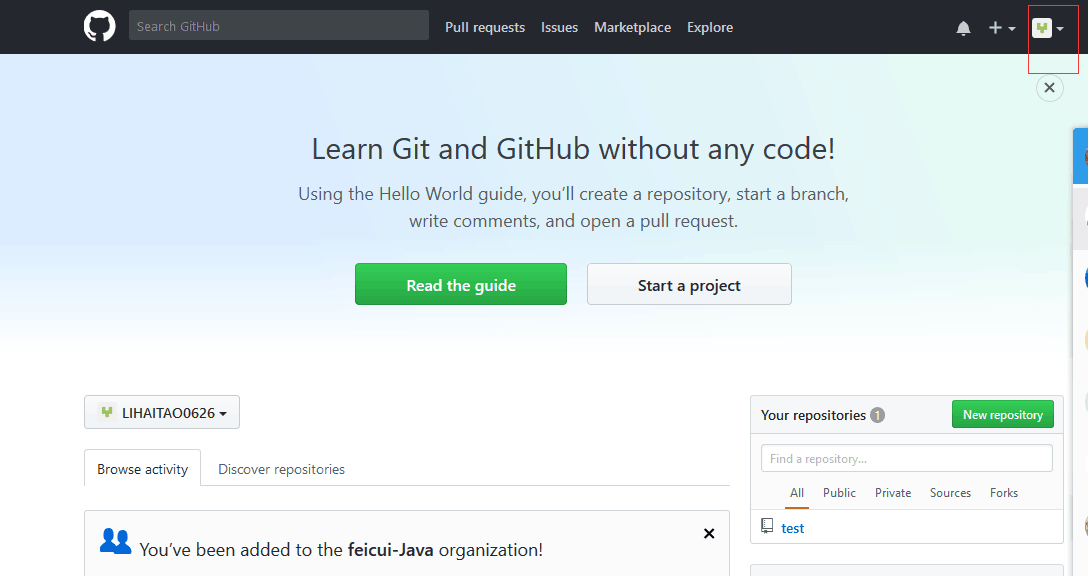 Search GitHub
Pull requests
Issues
Marketplace
Explore
Learn Git and GitHub without any code!
Using the Hello World guide, you’ll create a repository, start a branch,
write comments, and open a pull request.
Read the guide
Start a project
LIHAITAO0626
Browse activity
Discover repositories
You’ve been added to the feicui-Java organization!
Your repositories 1
New repository
Find a repository...
All
Public
Private
Sources
Forks
test